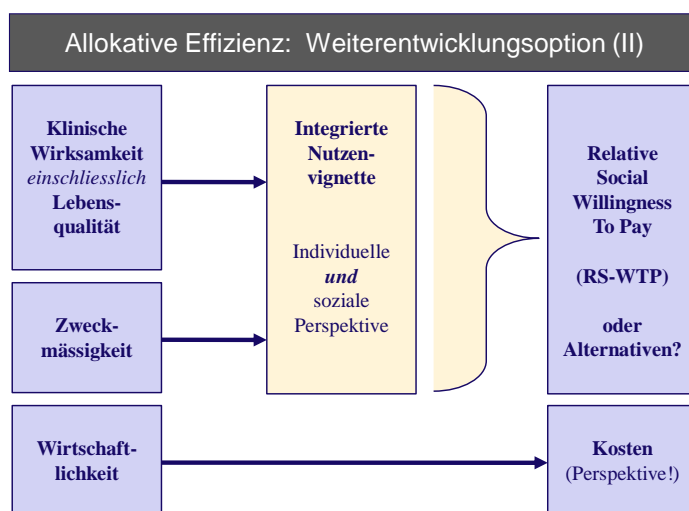 Allokative Effizienz: Weiterentwicklungsoption (II)
Klinische
Wirksamkeit
einschliesslich
Lebens-
qualität
Integrierte
Nutzen-
vignette
Individuelle
und
soziale
Perspektive
Relative
Social
Willingness
To Pay
(RS-WTP)
oder
Alternativen?
Zweck-
mässigkeit
Wirtschaft-
lichkeit
Kosten
(Perspektive!)